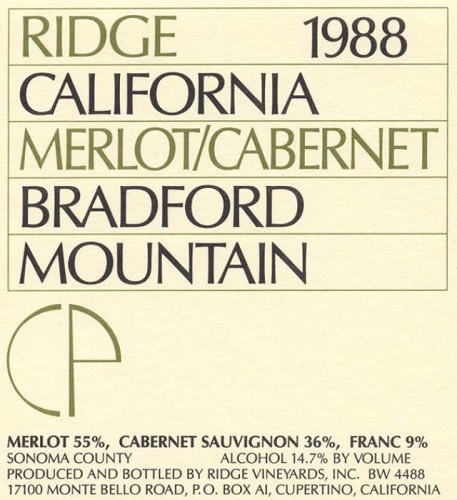 RIDGE 1988
CALIFORNIA
MERLOT/CABERNET
BRADFORD
MOUNTAIN
CP
MERLOT 55%, CABERNET SAUVIGNON 36%, FRANC 9%
SONOMA COUNTY ALCOHOL 14.7% BY VOLUME
PRODUCED AND BOTTLED BY RIDGE VINEYARDS, INC. BW 4488
17100 MONTE BELLO ROAD, P.O. BOX AI, CUPERTINO, CALIFORNIA